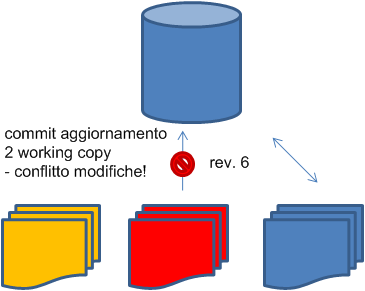 commit aggiornamento
2 working copy
- conflitto modifiche!
rev. 6